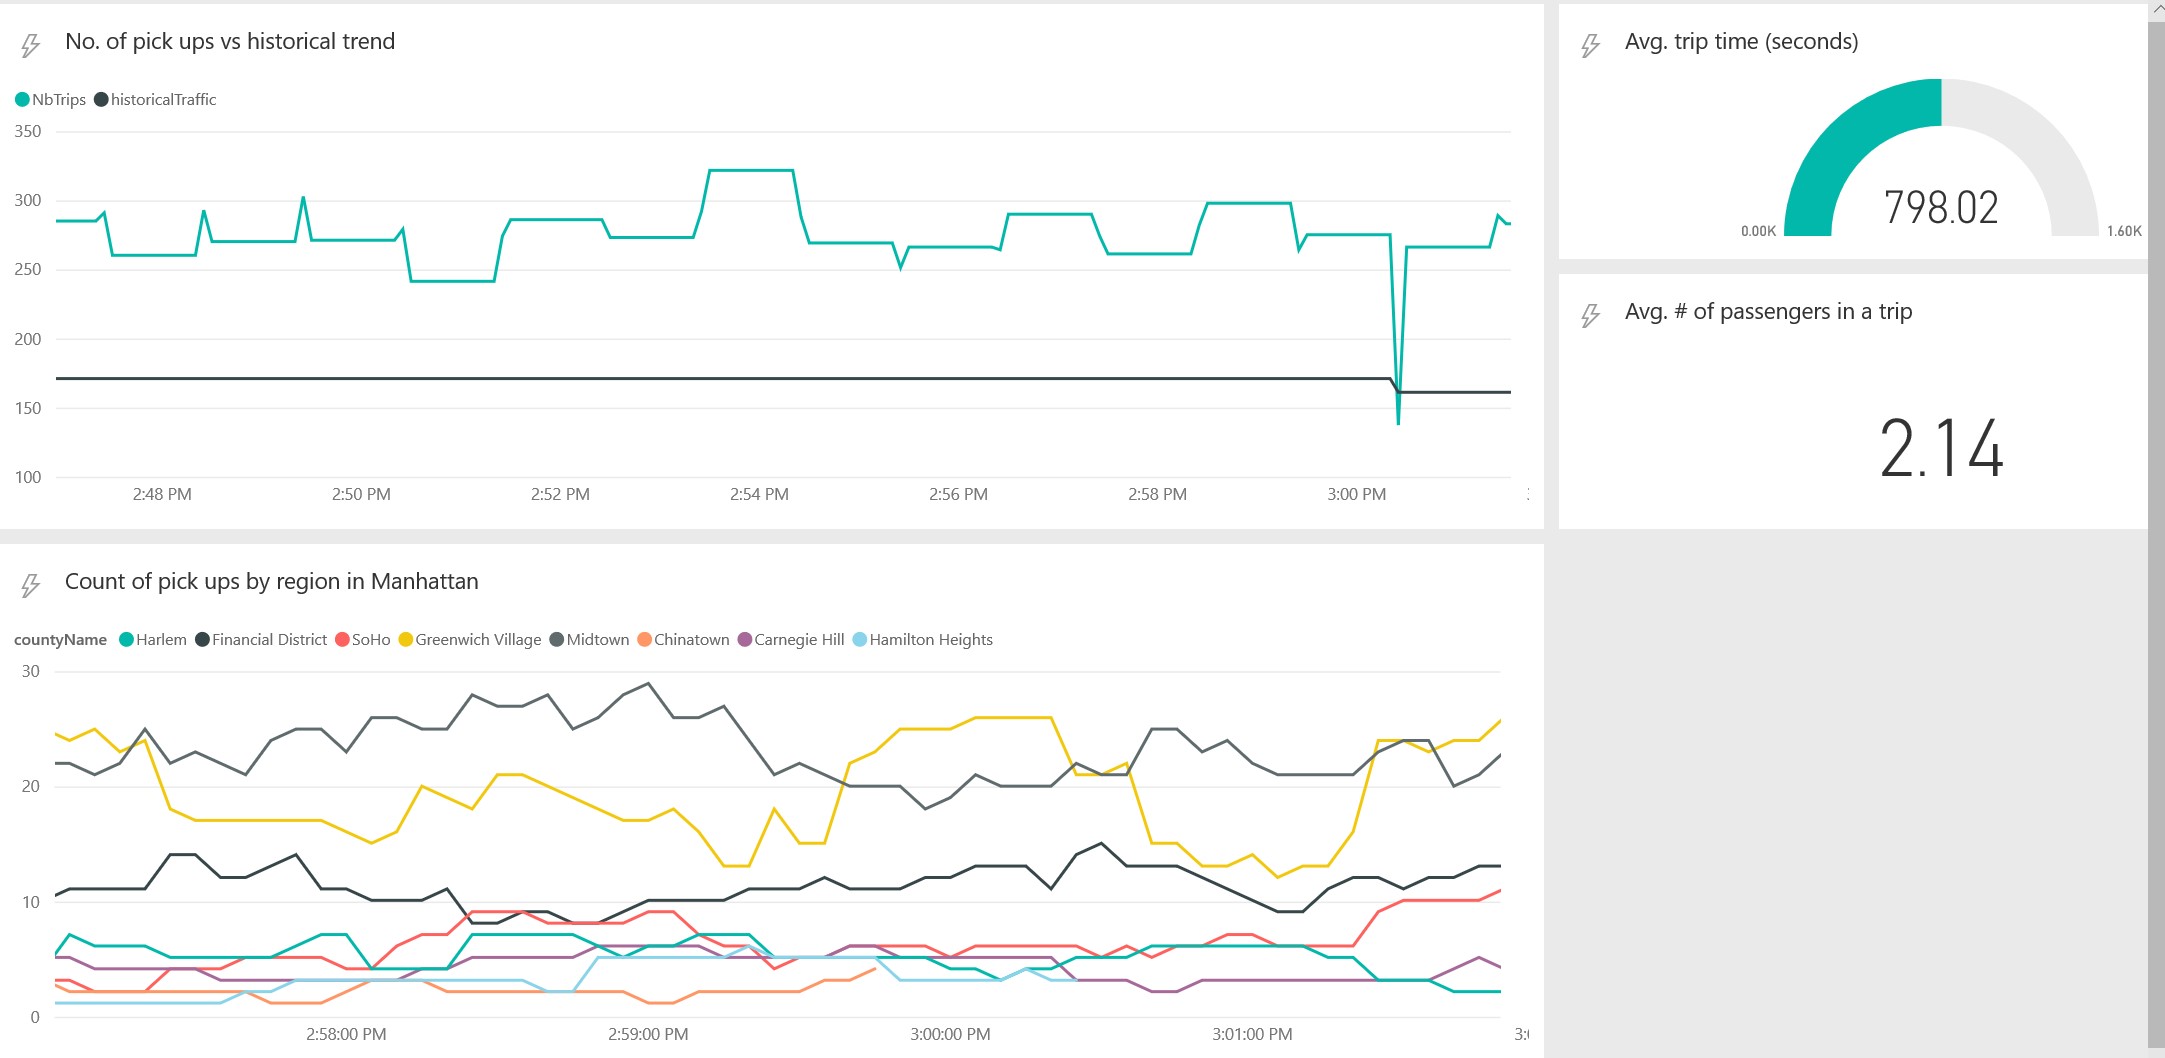 No. of pick ups vs historical trend
NbTrips historicalTraffic
350
300
250
200
150
100
2:48 PM 2:50 PM 2:52 PM 2:54 PM 2:56 PM 2:58 PM 3:00 PM
Avg. trip time (seconds)
798.02
0.00K 1.60K
Avg. # of passengers in a trip
2.14
Count of pick ups by region in Manhattan
countyName Harlem Financial District SoHo Greenwich Village Midtown Chinatown Carnegie Hill Hamilton Heights
30
20
10
0
2:58:00 PM 2:59:00 PM 3:00:00 PM 3:01:00 PM